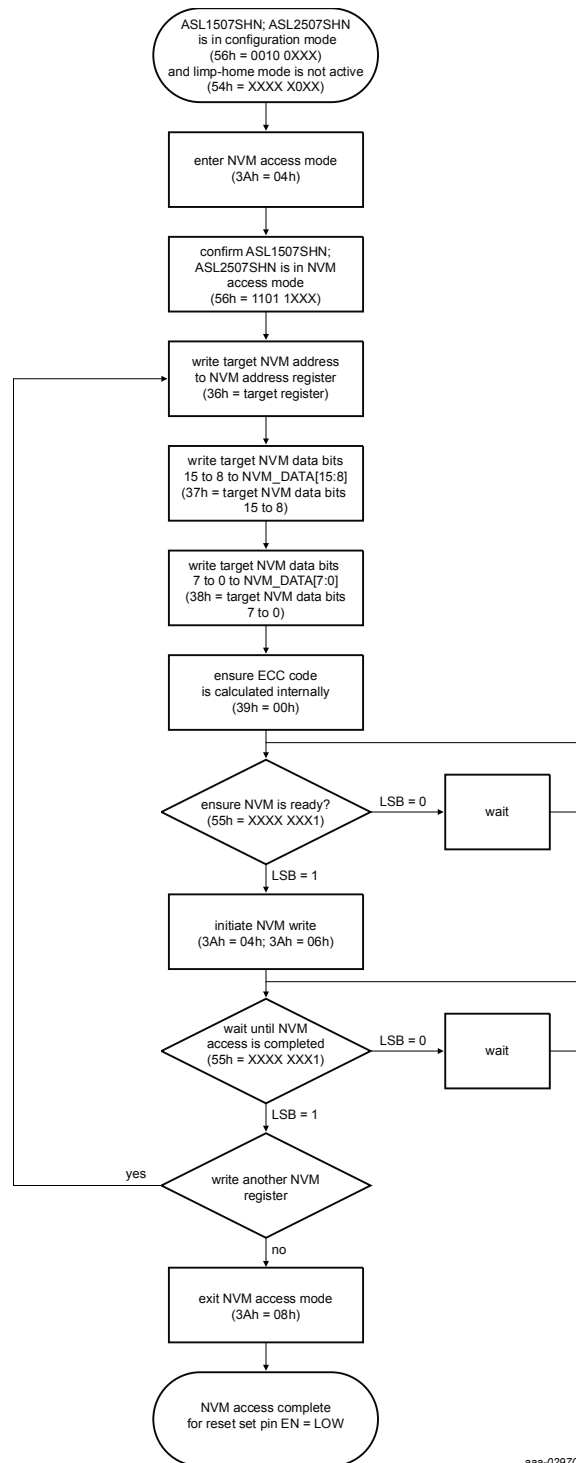 ASL1507SHN; ASL2507SHN
is in configuration mode
(56h = 0010 0XXX)
and limp-home mode is not active
(54h = XXXX X0XX)
enter NVM access mode
(3Ah = 04h)
confirm ASL1507SHN;
ASL2507SHN is in NVM
access mode
(56h = 1101 1XXX)
write target NVM address
to NVM address register
(36h = target register)
write target NVM data bits
15 to 8 to NVM_DATA[15:8]
(37h = target NVM data bits
15 to 8)
write target NVM data bits
7 to 0 to NVM_DATA[7:0]
(38h = target NVM data bits
7 to 0)
ensure ECC code
is calculated internally
(39h = 00h)
ensure NVM is ready?
(55h = XXXX XXX1)
LSB = 0
wait
LSB = 1
initiate NVM write
(3Ah = 04h; 3Ah = 06h)
wait until NVM
access is completed
(55h = XXXX XXX1)
LSB = 0
wait
LSB = 1
yes
write another NVM
register
no
exit NVM access mode
(3Ah = 08h)
NVM access complete
for reset set pin EN = LOW